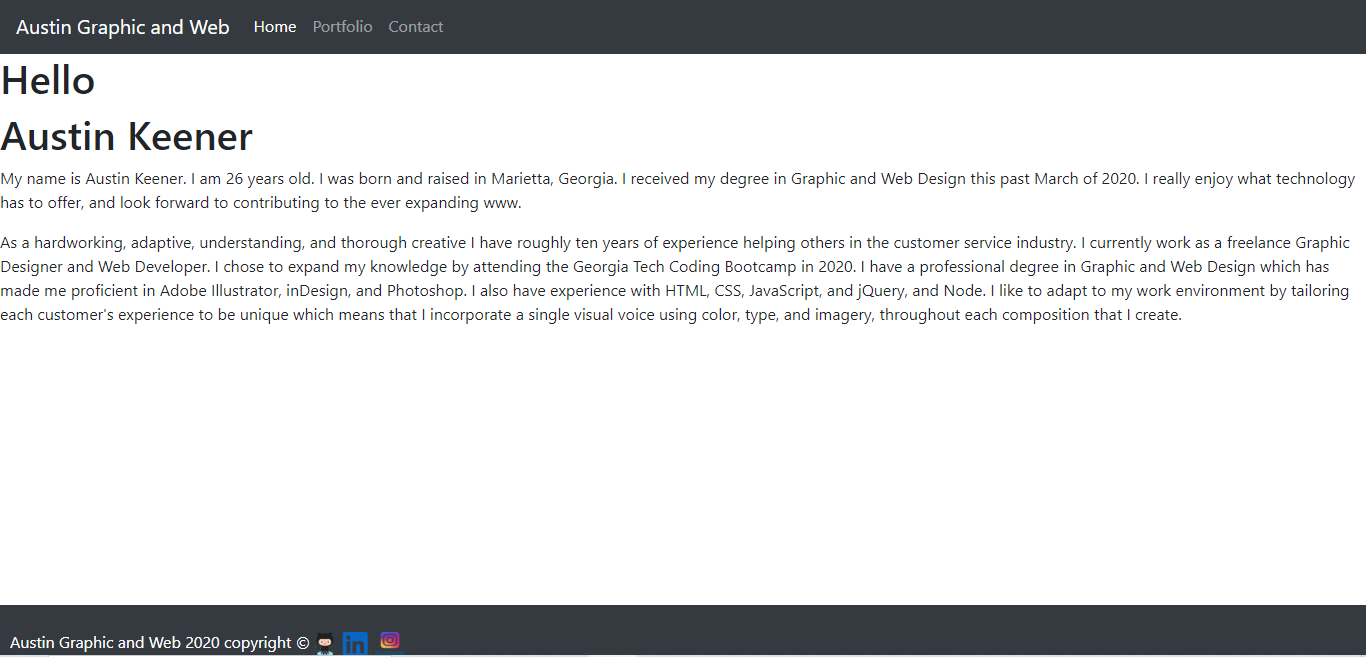 Austin Graphic and Web Home Portfolio Contact
Hello
Austin Keener
My name is Austin Keener. I am 26 years old. I was born and raised in Marietta, Georgia. I received my degree in Graphic and Web Design this past March of 2020. I really enjoy what technology
has to offer, and look forward to contributing to the ever expanding www.
As a hardworking, adaptive, understanding, and thorough creative I have roughly ten years of experience helping others in the customer service industry. I currently work as a freelance Graphic
Designer and Web Developer. I chose to expand my knowledge by attending the Georgia Tech Coding Bootcamp in 2020. I have a professional degree in Graphic and Web Design which has
made me proficient in Adobe Illustrator, inDesign, and Photoshop. I also have experience with HTML, CSS, JavaScript, and jQuery, and Node. I like to adapt to my work environment by tailoring
each customer's experience to be unique which means that I incorporate a single visual voice using color, type, and imagery, throughout each composition that I create.
Austin Graphic and Web 2020 copyright © in